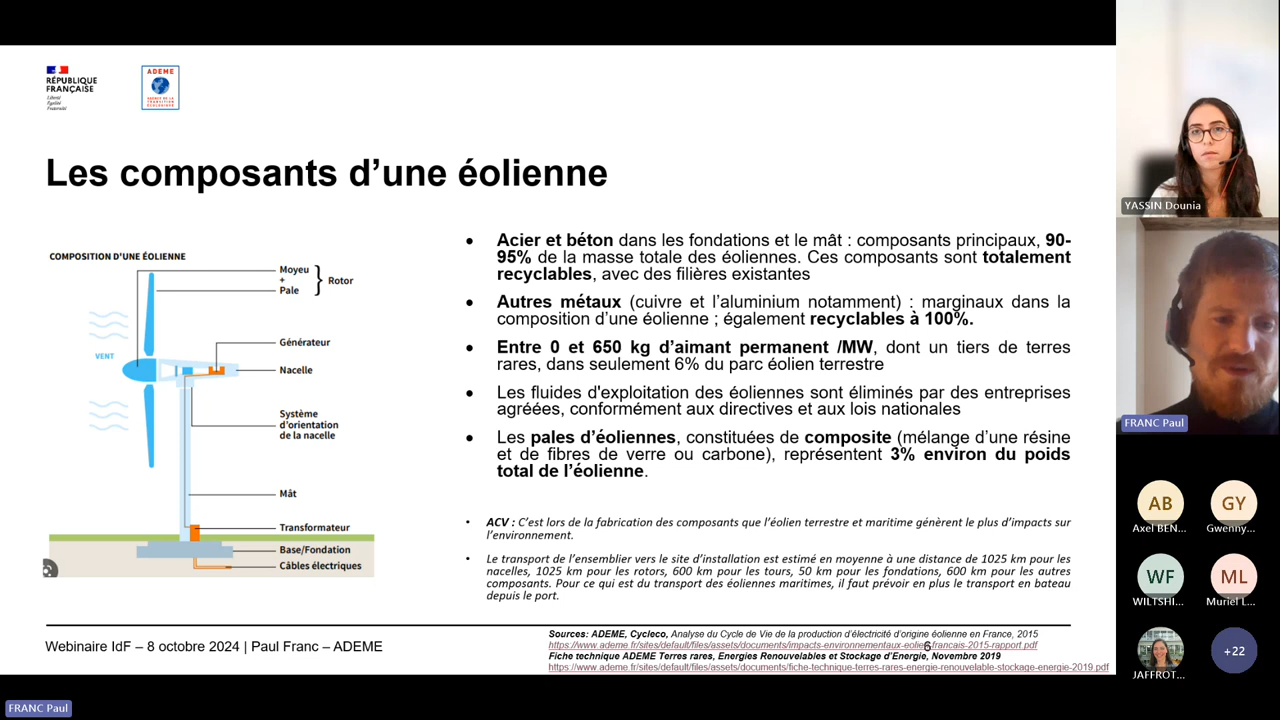 RÉPUBLIQUE
FRANÇAISE
Liberté
Égalité
Fraternité
ADEME
AGENCE DE LA
TRANSITION
ÉCOLOGIQUE
Les composants d’une éolienne
COMPOSITION D'UNE ÉOLIENNE
Moyeu
+
Pale
Rotor
Générateur
VENT
Nacelle
Système
d'orientation
de la nacelle
Mât
Transformateur
Base/Fondation
Câbles électriques
• Acier et béton dans les fondations et le mât : composants principaux, 90-
95% de la masse totale des éoliennes. Ces composants sont totalement
recyclables, avec des filières existantes
• Autres métaux (cuivre et l’aluminium notamment) : marginaux dans la
composition d’une éolienne ; également recyclables à 100%.
• Entre 0 et 650 kg d’aimant permanent /MW, dont un tiers de terres
rares, dans seulement 6% du parc éolien terrestre
• Les fluides d'exploitation des éoliennes sont éliminés par des entreprises
agréées, conformément aux directives et aux lois nationales
• Les pales d’éoliennes, constituées de composite (mélange d’une résine
et de fibres de verre ou carbone), représentent 3% environ du poids
total de l’éolienne.
• ACV : C’est lors de la fabrication des composants que l’éolien terrestre et maritime génèrent le plus d’impacts sur
l’environnement.
• Le transport de l’ensemblier vers le site d’installation est estimé en moyenne à une distance de 1025 km pour les
nacelles, 1025 km pour les rotors, 600 km pour les tours, 50 km pour les fondations, 600 km pour les autres
composants. Pour ce qui est du transport des éoliennes maritimes, il faut prévoir en plus le transport en bateau
depuis le port.
Webinaire IdF – 8 octobre 2024 | Paul Franc – ADEME
Sources: ADEME, Cycleco, Analyse du Cycle de Vie de la production d’électricité d’origine éolienne en France, 2015
https://www.ademe.fr/sites/default/files/assets/documents/impacts-environnementaux-eolien-francais-2015-rapport.pdf
6
Fiche technique ADEME Terres rares, Energies Renouvelables et Stockage d’Energie, Novembre 2019
https://www.ademe.fr/sites/default/files/assets/documents/fiche-technique-terres-rares-energie-renouvelable-stockage-energie-2019.pdf
YASSIN Dounia
FRANC Paul
AB
GY
Axel BEN...
Gwenny...
WF
ML
WILTSHI...
Muriel L...
JAFFROT...
+22
FRANC Paul